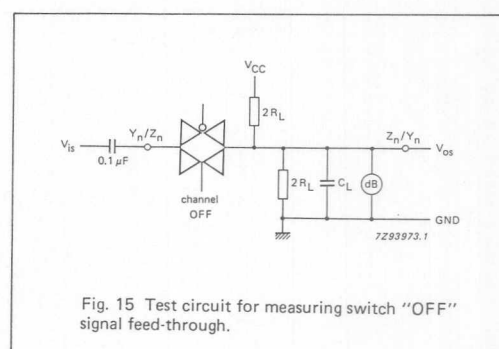 VCC
2RL
Yn/Zn
Zn/Yn
Vis
Vos
0.1 µF
2RL
CL
dB
channel
OFF
GND
7Z93973.1
Fig. 15 Test circuit for measuring switch "OFF"
signal feed-through.